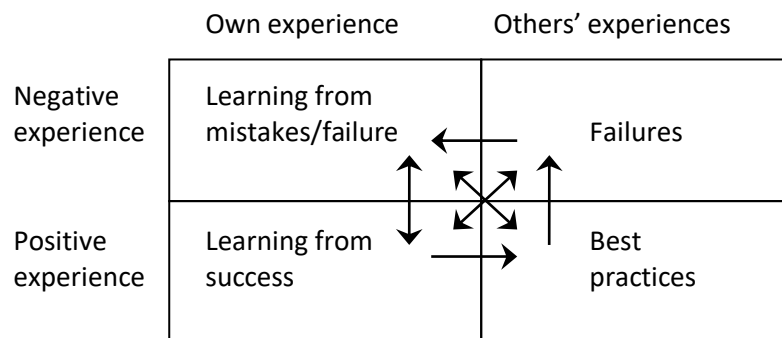 Own experience Others’ experiences
Negative experience
Learning from mistakes/failure
Failures
Positive experience
Learning from success
Best practices